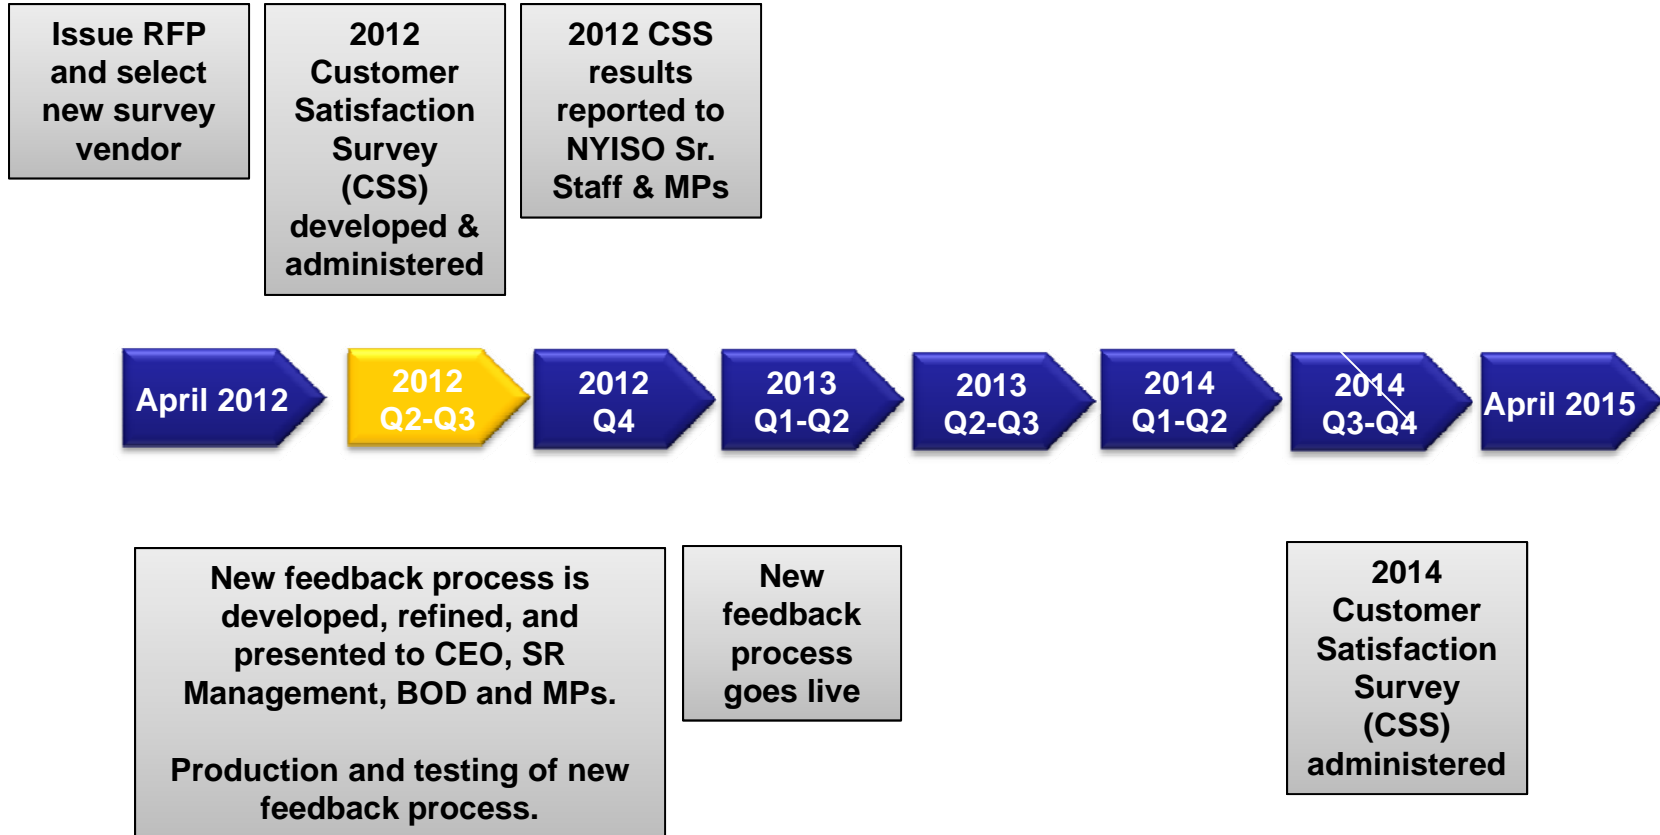 Issue RFP
and select
new survey
vendor
2012
Customer
Satisfaction
Survey
(CSS)
developed &
administered
2012 CSS
results
reported to
NYISO Sr.
Staff & MPs
April 2012
2012
Q2-Q3
2012
Q4
2013
Q1-Q2
2013
Q2-Q3
2014
Q1-Q2
2014
Q3-Q4
April 2015
New feedback process is
developed, refined, and
presented to CEO, SR
Management, BOD and MPs.
Production and testing of new
feedback process.
New
feedback
process
goes live
2014
Customer
Satisfaction
Survey
(CSS)
administered